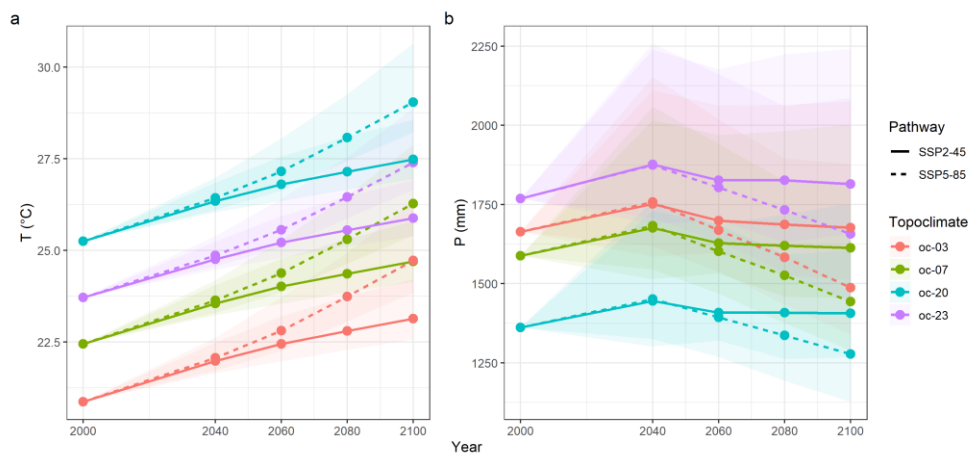 a
b
30.0
27.5
25.0
22.5
T (°C)
2000
2040
2060
2080
2100
2250
2000
1750
1500
1250
P (mm)
2000
2040
2060
2080
2100
Year
Pathway
SSP2-45
SSP5-85
Topoclimate
oc-03
oc-07
oc-20
oc-23